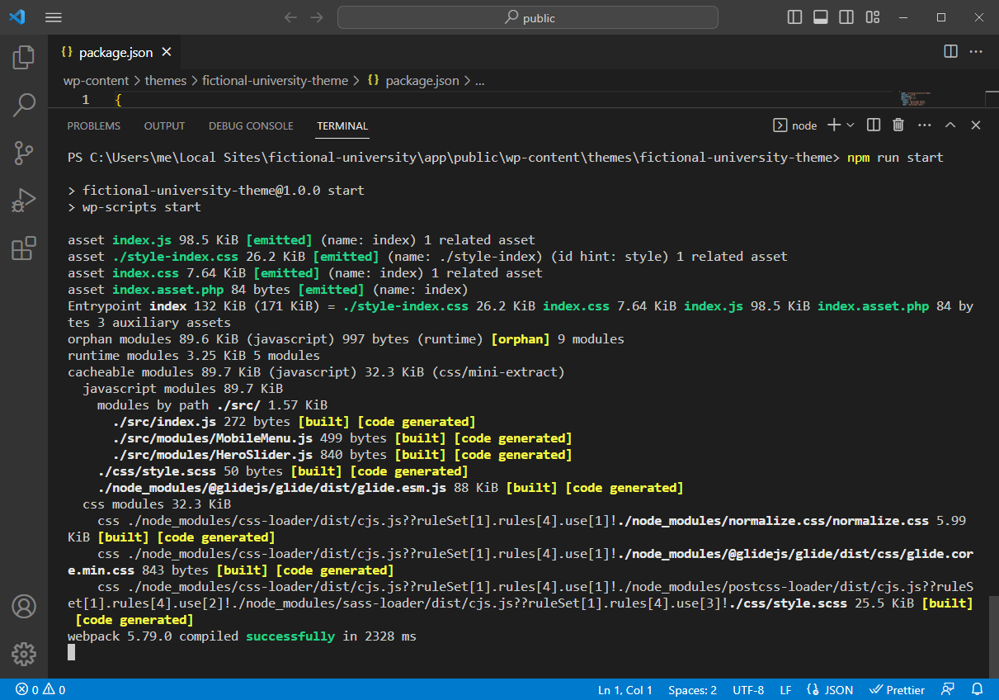 public
{} package.json
wp-content > themes > fictional-university-theme > {} package.json > ...
1 {
PROBLEMS OUTPUT DEBUG CONSOLE TERMINAL node
PS C:\Users\me\Local Sites\fictional-university\app\public\wp-content\themes\fictional-university-theme> npm run start
> fictional-university-theme@1.0.0 start
> wp-scripts start
asset index.js 98.5 KiB [emitted] (name: index) 1 related asset
asset ./style-index.css 26.2 KiB [emitted] (name: ./style-index) (id hint: style) 1 related asset
asset index.css 7.64 KiB [emitted] (name: index) 1 related asset
asset index.asset.php 84 bytes [emitted] (name: index)
Entrypoint index 132 KiB (171 KiB) = ./style-index.css 26.2 KiB index.css 7.64 KiB index.js 98.5 KiB index.asset.php 84 by
tes 3 auxiliary assets
orphan modules 89.6 KiB (javascript) 997 bytes (runtime) [orphan] 9 modules
runtime modules 3.25 KiB 5 modules
cacheable modules 89.7 KiB (javascript) 32.3 KiB (css/mini-extract)
javascript modules 89.7 KiB
modules by path ./src/ 1.57 KiB
./src/index.js 272 bytes [built] [code generated]
./src/modules/MobileMenu.js 499 bytes [built] [code generated]
./src/modules/HeroSlider.js 840 bytes [built] [code generated]
./css/style.scss 50 bytes [built] [code generated]
./node_modules/@glidejs/glide/dist/glide.esm.js 88 KiB [built] [code generated]
css modules 32.3 KiB
css ./node_modules/css-loader/dist/cjs.js??ruleSet[1].rules[4].use[1]!./node_modules/normalize.css/normalize.css 5.99
KiB [built] [code generated]
css ./node_modules/css-loader/dist/cjs.js??ruleSet[1].rules[4].use[1]!./node_modules/@glidejs/glide/dist/css/glide.cor
e.min.css 843 bytes [built] [code generated]
css ./node_modules/css-loader/dist/cjs.js??ruleSet[1].rules[4].use[1]!./node_modules/postcss-loader/dist/cjs.js??ruleS
et[1].rules[4].use[2]!./node_modules/sass-loader/dist/cjs.js??ruleSet[1].rules[4].use[3]!./css/style.scss 25.5 KiB [built]
[code generated]
webpack 5.79.0 compiled successfully in 2328 ms
0 0 Ln 1, Col 1 Spaces: 2 UTF-8 LF {} JSON Prettier